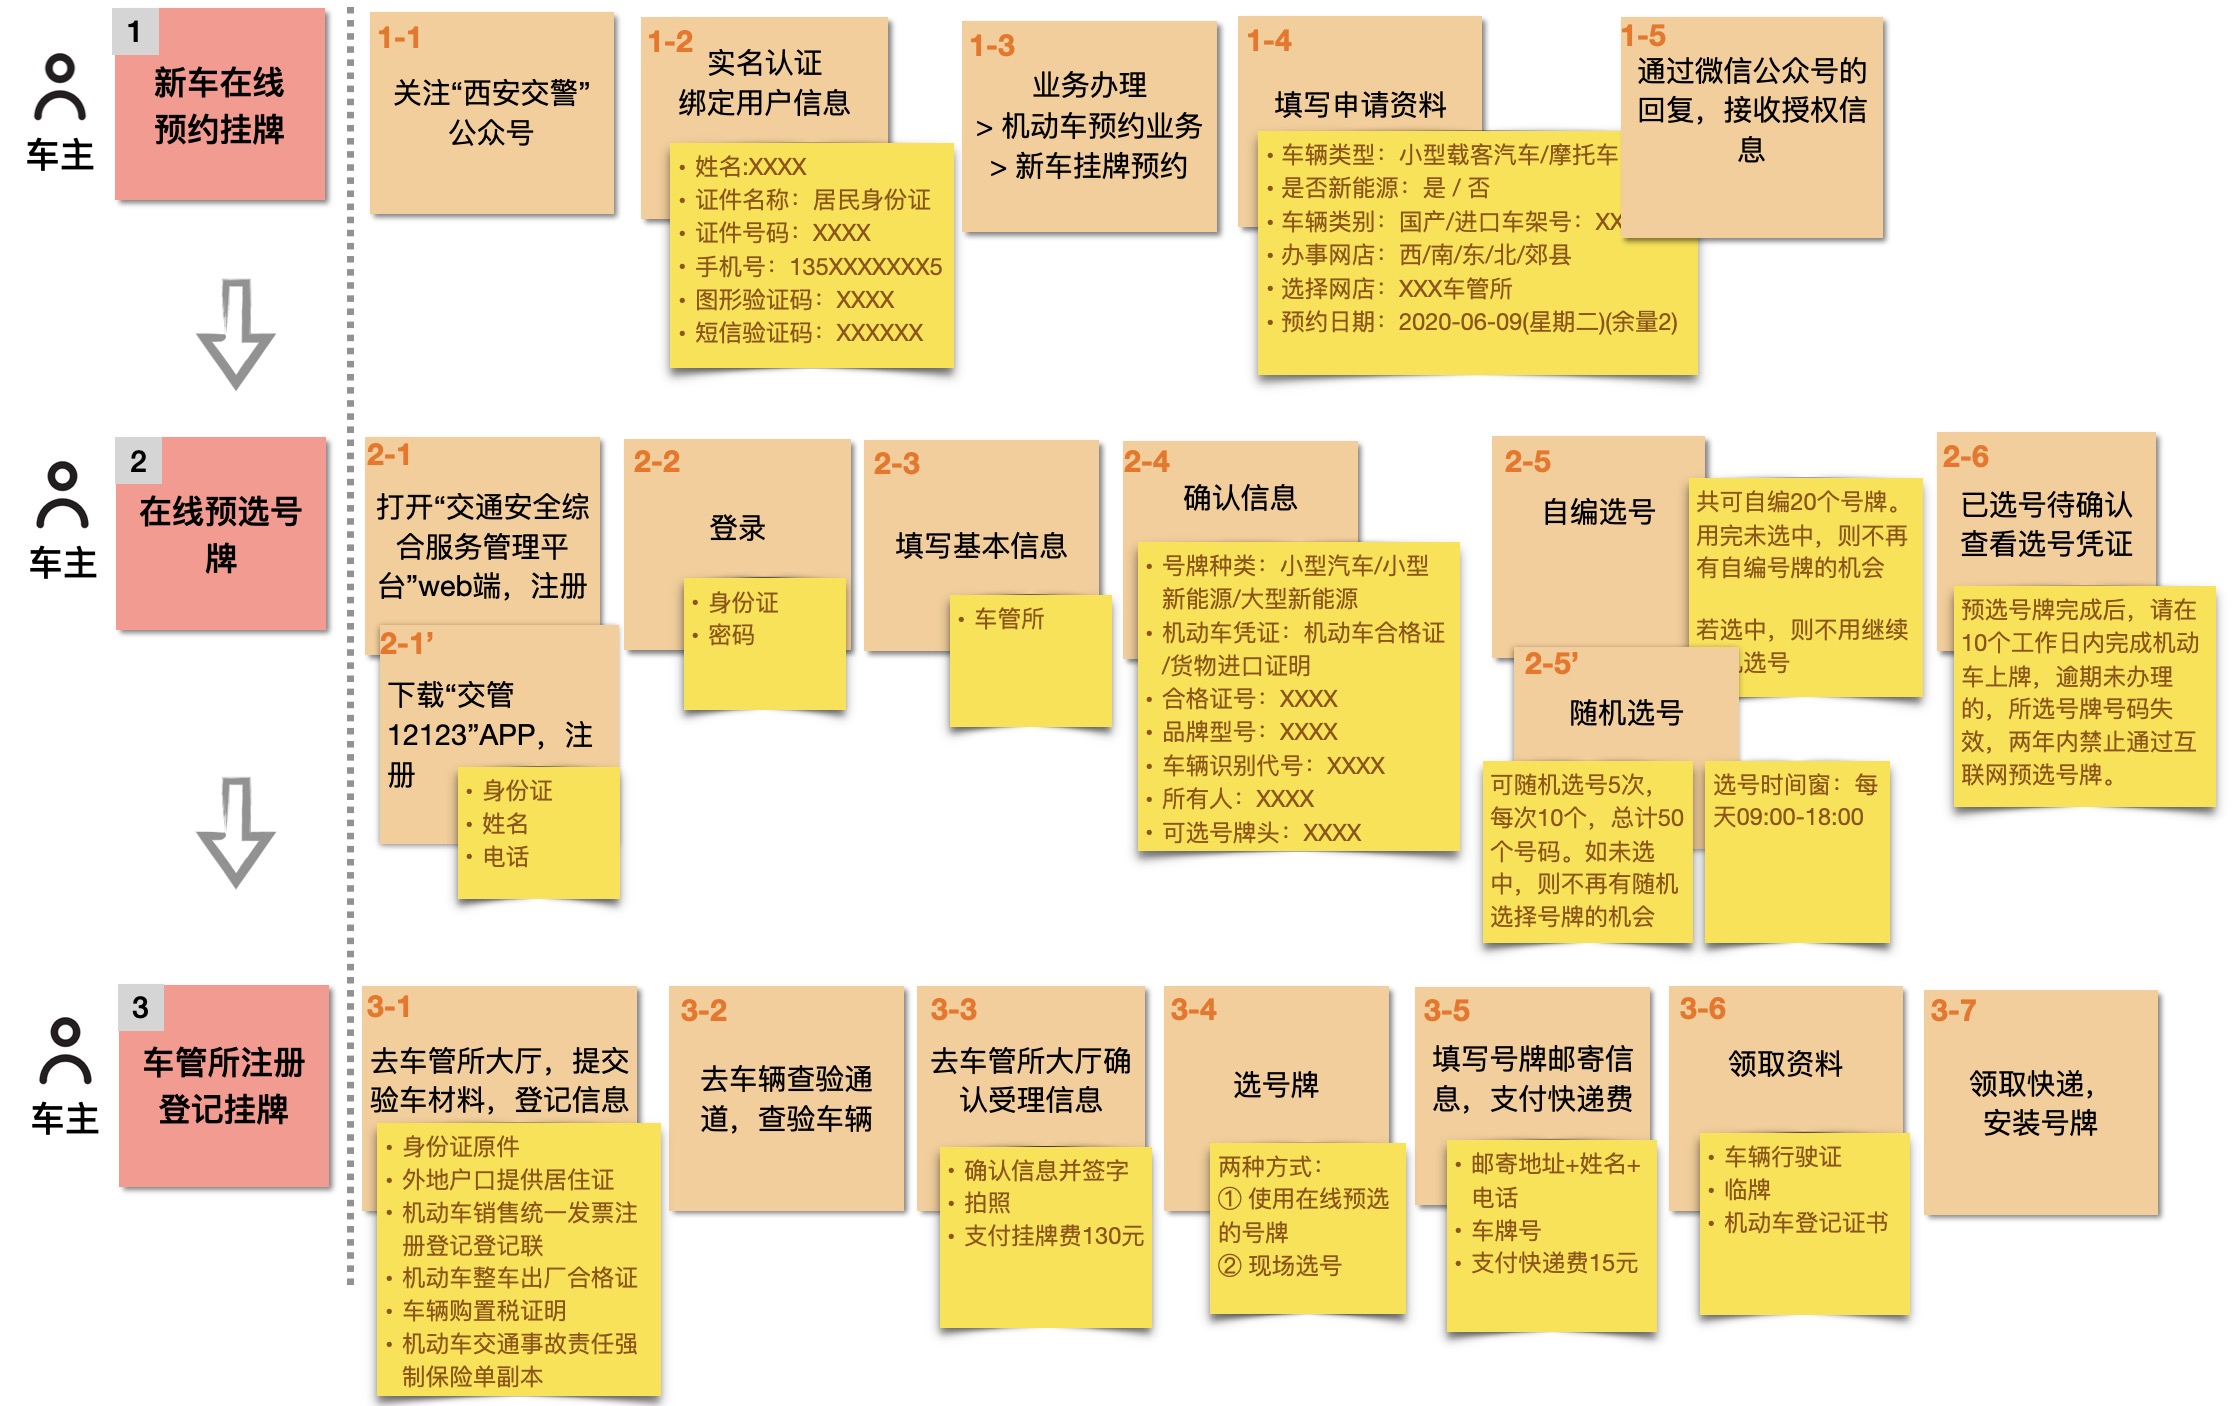 1
新车在线
预约挂牌
车主
1-1
关注“西安交警”
公众号
1-2
实名认证
绑定用户信息
• 姓名:XXXX
• 证件名称：居民身份证
• 证件号码：XXXX
• 手机号：135XXXXXXX5
• 图形验证码：XXXX
• 短信验证码：XXXXXX
1-3
业务办理
> 机动车预约业务
> 新车挂牌预约
1-4
填写申请资料
• 车辆类型：小型载客汽车/摩托车
• 是否新能源：是 / 否
• 车辆类别：国产/进口车架号：XX
• 办事网店：西/南/东/北/郊县
• 选择网店：XXX车管所
• 预约日期：2020-06-09(星期二)(余量2)
1-5
通过微信公众号的
回复，接收授权信
息
2
在线预选号
牌
车主
2-1
打开“交通安全综
合服务管理平
台”web端，注册
2-1’
下载“交管
12123”APP，注
册
• 身份证
• 姓名
• 电话
2-2
登录
• 身份证
• 密码
2-3
填写基本信息
• 车管所
2-4
确认信息
• 号牌种类：小型汽车/小型
新能源/大型新能源
• 机动车凭证：机动车合格证
/货物进口证明
• 合格证号：XXXX
• 品牌型号：XXXX
• 车辆识别代号：XXXX
• 所有人：XXXX
• 可选号牌头：XXXX
2-5
自编选号
共可自编20个号牌。
用完未选中，则不再
有自编号牌的机会
若选中，则不用继续
选号
2-5’
随机选号
可随机选号5次，
每次10个，总计50
个号码。如未选
中，则不再有随机
选择号牌的机会
选号时间窗：每
天09:00-18:00
2-6
已选号待确认
查看选号凭证
预选号牌完成后，请在
10个工作日内完成机动
车上牌，逾期未办理
的，所选号牌号码失
效，两年内禁止通过互
联网预选号牌。
3
车管所注册
登记挂牌
车主
3-1
去车管所大厅，提交
验车材料，登记信息
• 身份证原件
• 外地户口提供居住证
• 机动车销售统一发票注
册登记登记联
• 机动车整车出厂合格证
• 车辆购置税证明
• 机动车交通事故责任强
制保险单副本
3-2
去车辆查验通
道，查验车辆
3-3
去车管所大厅确
认受理信息
• 确认信息并签字
• 拍照
• 支付挂牌费130元
3-4
选号牌
两种方式：
① 使用在线预选
的号牌
② 现场选号
3-5
填写号牌邮寄信
息，支付快递费
• 邮寄地址+姓名+
电话
• 车牌号
• 支付快递费15元
3-6
领取资料
• 车辆行驶证
• 临牌
• 机动车登记证书
3-7
领取快递，
安装号牌